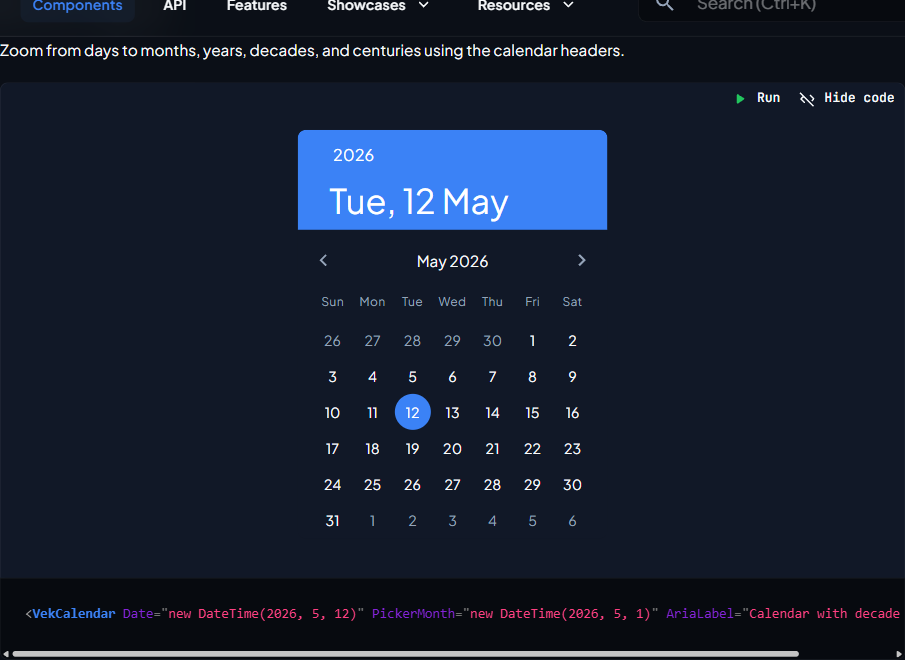 Components API Features Showcases Resources Search (Ctrl+K)
Zoom from days to months, years, decades, and centuries using the calendar headers.
Run Hide code
2026
Tue, 12 May
May 2026
Sun Mon Tue Wed Thu Fri Sat
26 27 28 29 30 1 2
3 4 5 6 7 8 9
10 11 12 13 14 15 16
17 18 19 20 21 22 23
24 25 26 27 28 29 30
31 1 2 3 4 5 6
<VekCalendar Date="new DateTime(2026, 5, 12)" PickerMonth="new DateTime(2026, 5, 1)" AriaLabel="Calendar with decade